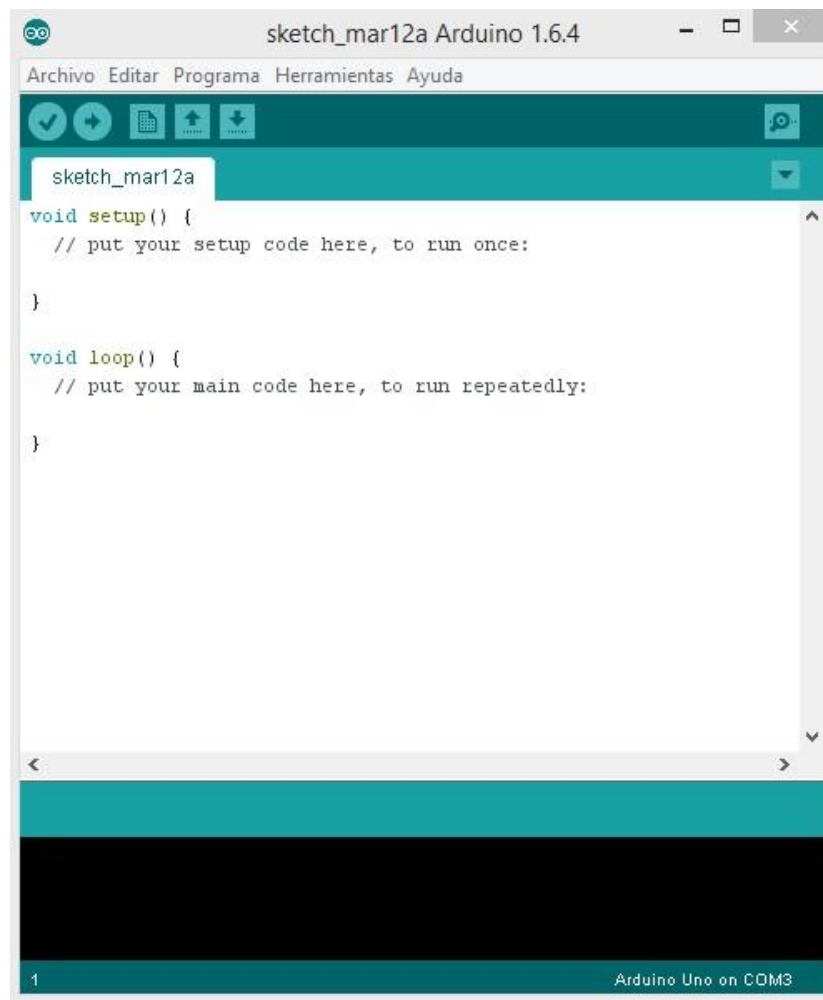 sketch_mar12a Arduino 1.6.4
Archivo Editar Programa Herramientas Ayuda
sketch_mar12a
void setup() {
  // put your setup code here, to run once:
}
void loop() {
  // put your main code here, to run repeatedly:
}
1
Arduino Uno on COM3